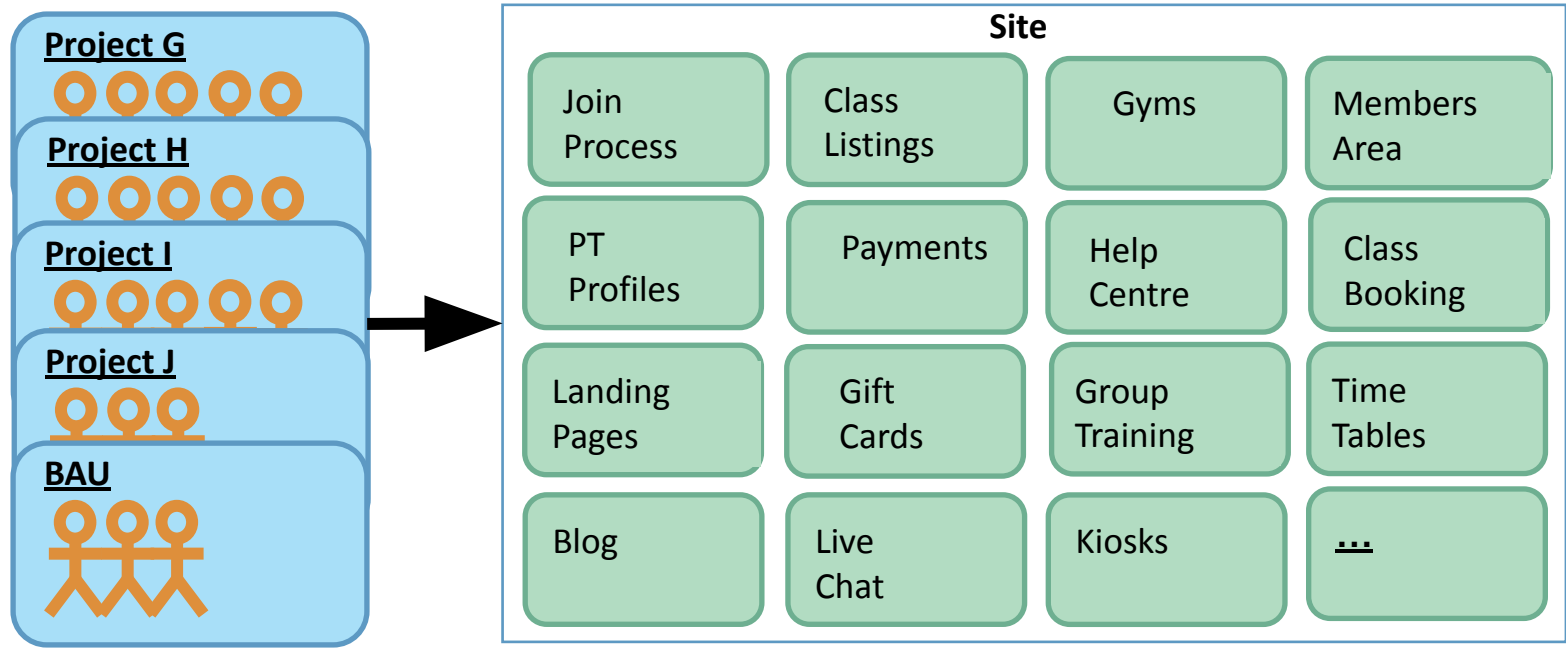 Project G
Project H
Project I
Project J
BAU
Site
Join
Process
Class
Listings
Gyms
Members
Area
PT
Profiles
Payments
Help
Centre
Class
Booking
Landing
Pages
Gift
Cards
Group
Training
Time
Tables
Blog
Live
Chat
Kiosks
...